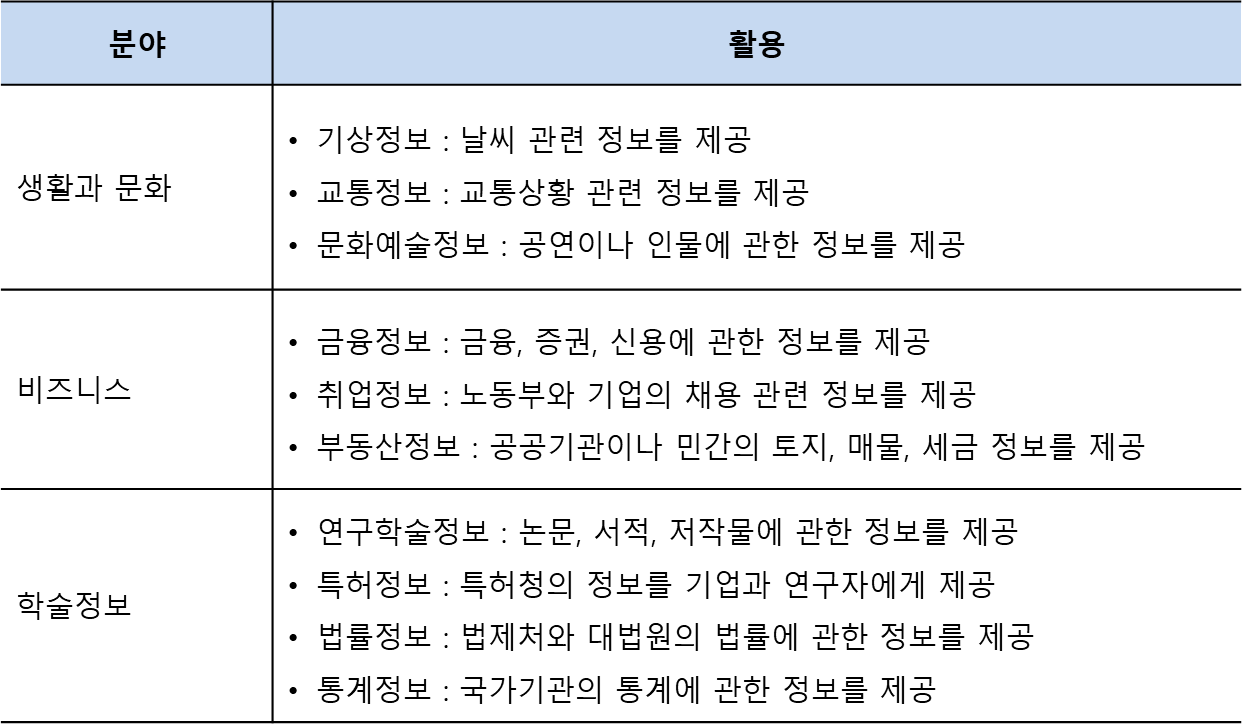 분야
활용
생활과 문화
• 기상정보 : 날씨 관련 정보를 제공
• 교통정보 : 교통상황 관련 정보를 제공
• 문화예술정보 : 공연이나 인물에 관한 정보를 제공
비즈니스
• 금융정보 : 금융, 증권, 신용에 관한 정보를 제공
• 취업정보 : 노동부와 기업의 채용 관련 정보를 제공
• 부동산정보 : 공공기관이나 민간의 토지, 매물, 세금 정보를 제공
학술정보
• 연구학술정보 : 논문, 서적, 저작물에 관한 정보를 제공
• 특허정보 : 특허청의 정보를 기업과 연구자에게 제공
• 법률정보 : 법제처와 대법원의 법률에 관한 정보를 제공
• 통계정보 : 국가기관의 통계에 관한 정보를 제공